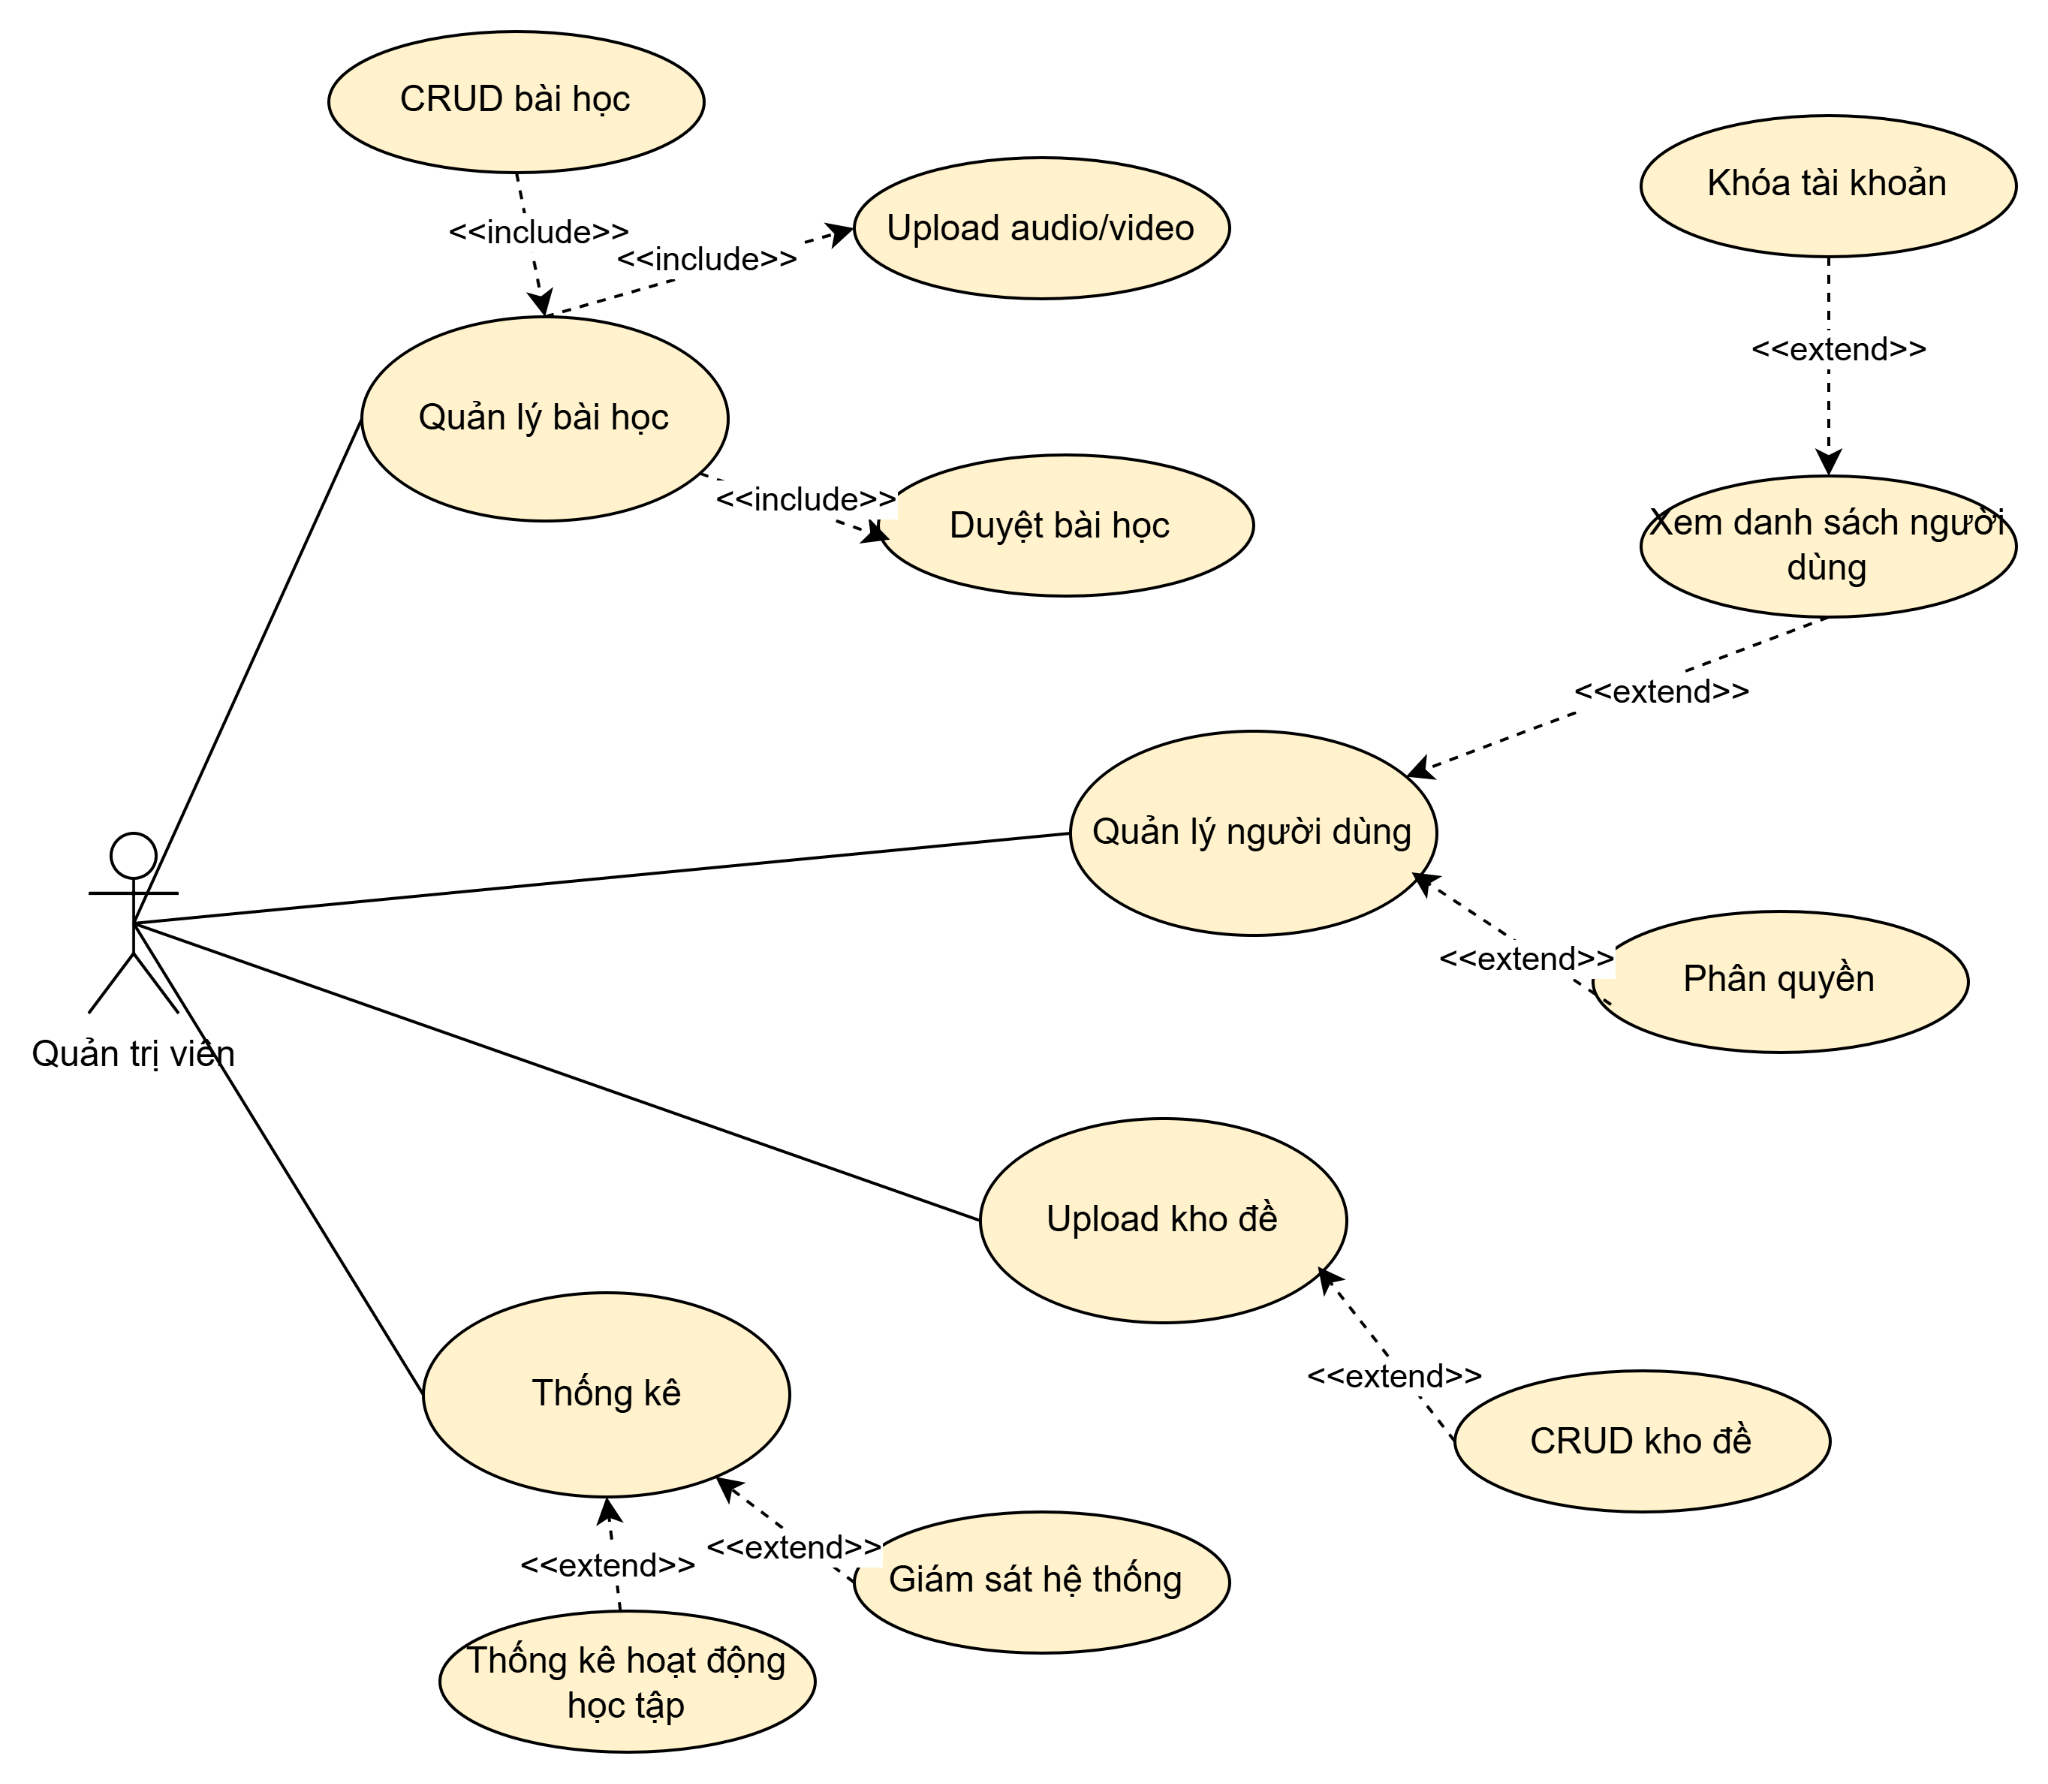 CRUD bài học
Khóa tài khoản
Upload audio/video
<<include>>
<<include>>
<<extend>>
Quản lý bài học
<<include>>
Duyệt bài học
Xem danh sách người
dùng
<<extend>>
Quản lý người dùng
<<extend>>
Phân quyền
Quản trị viên
Upload kho đề
<<extend>>
Thống kê
CRUD kho đề
<<extend>>
<<extend>>
Giám sát hệ thống
Thống kê hoạt động
học tập